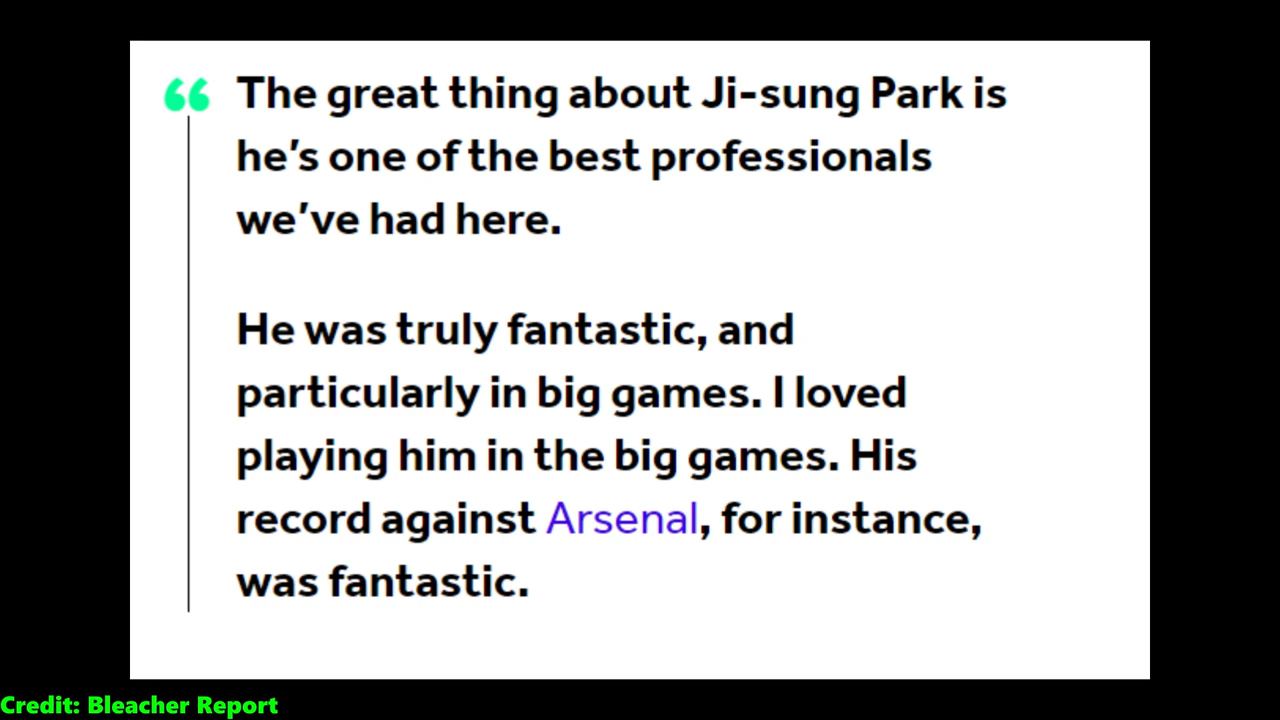 “ The great thing about Ji-sung Park is
he's one of the best professionals
we've had here.
He was truly fantastic, and
particularly in big games. I loved
playing him in the big games. His
record against Arsenal, for instance,
was fantastic.
Credit: Bleacher Report